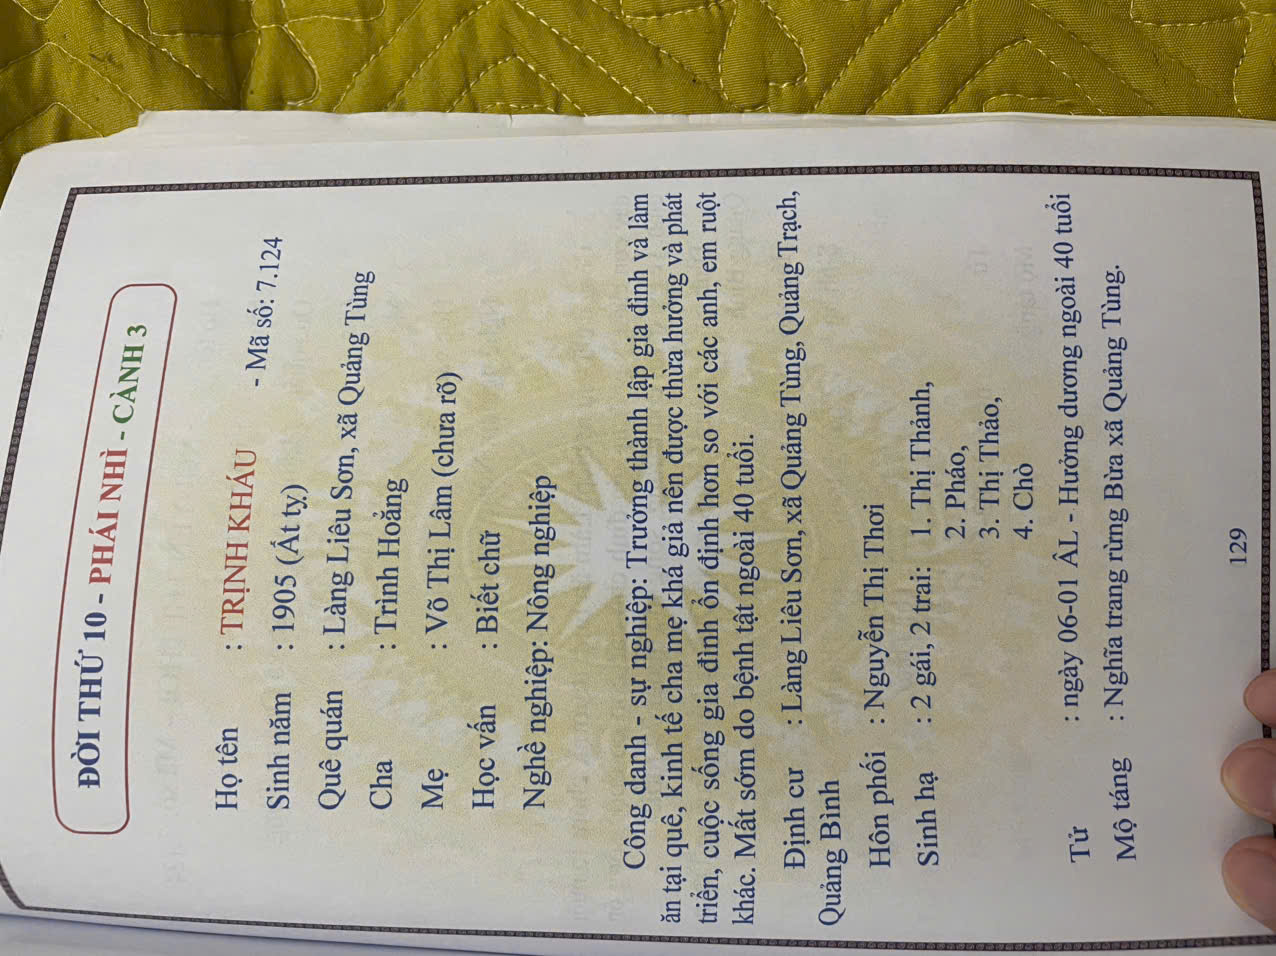 ĐỜI THỨ 10 - PHÁI NHÌ - CÀNH 3
Họ tên : TRỊNH KHÁU
- Mã số: 7.124
Sinh năm : 1905 (Ất tỵ)
Quê quán : Làng Liêu Sơn, xã Quảng Tùng
Cha : Trình Hoảng
Mẹ : Võ Thị Lâm (chưa rõ)
Học vấn : Biết chữ
Nghề nghiệp: Nông nghiệp
Công danh - sự nghiệp: Trưởng thành lập gia đình và làm
ăn tại quê, kinh tế cha mẹ khá giả nên được thừa hưởng và phát
triển, cuộc sống gia đình ổn định hơn so với các anh, em ruột
khác. Mất sớm do bệnh tật ngoài 40 tuổi.
Định cư : Làng Liêu Sơn, xã Quảng Tùng, Quảng Trạch,
Quảng Bình
Hôn phối : Nguyễn Thị Thơi
Sinh hạ : 2 gái, 2 trai: 1. Thị Thảnh,
2. Pháo,
3. Thị Thảo,
4. Chò
Tử : ngày 06-01 ÂL - Hưởng dương ngoài 40 tuổi
Mộ táng : Nghĩa trang rừng Bừa xã Quảng Tùng.
129